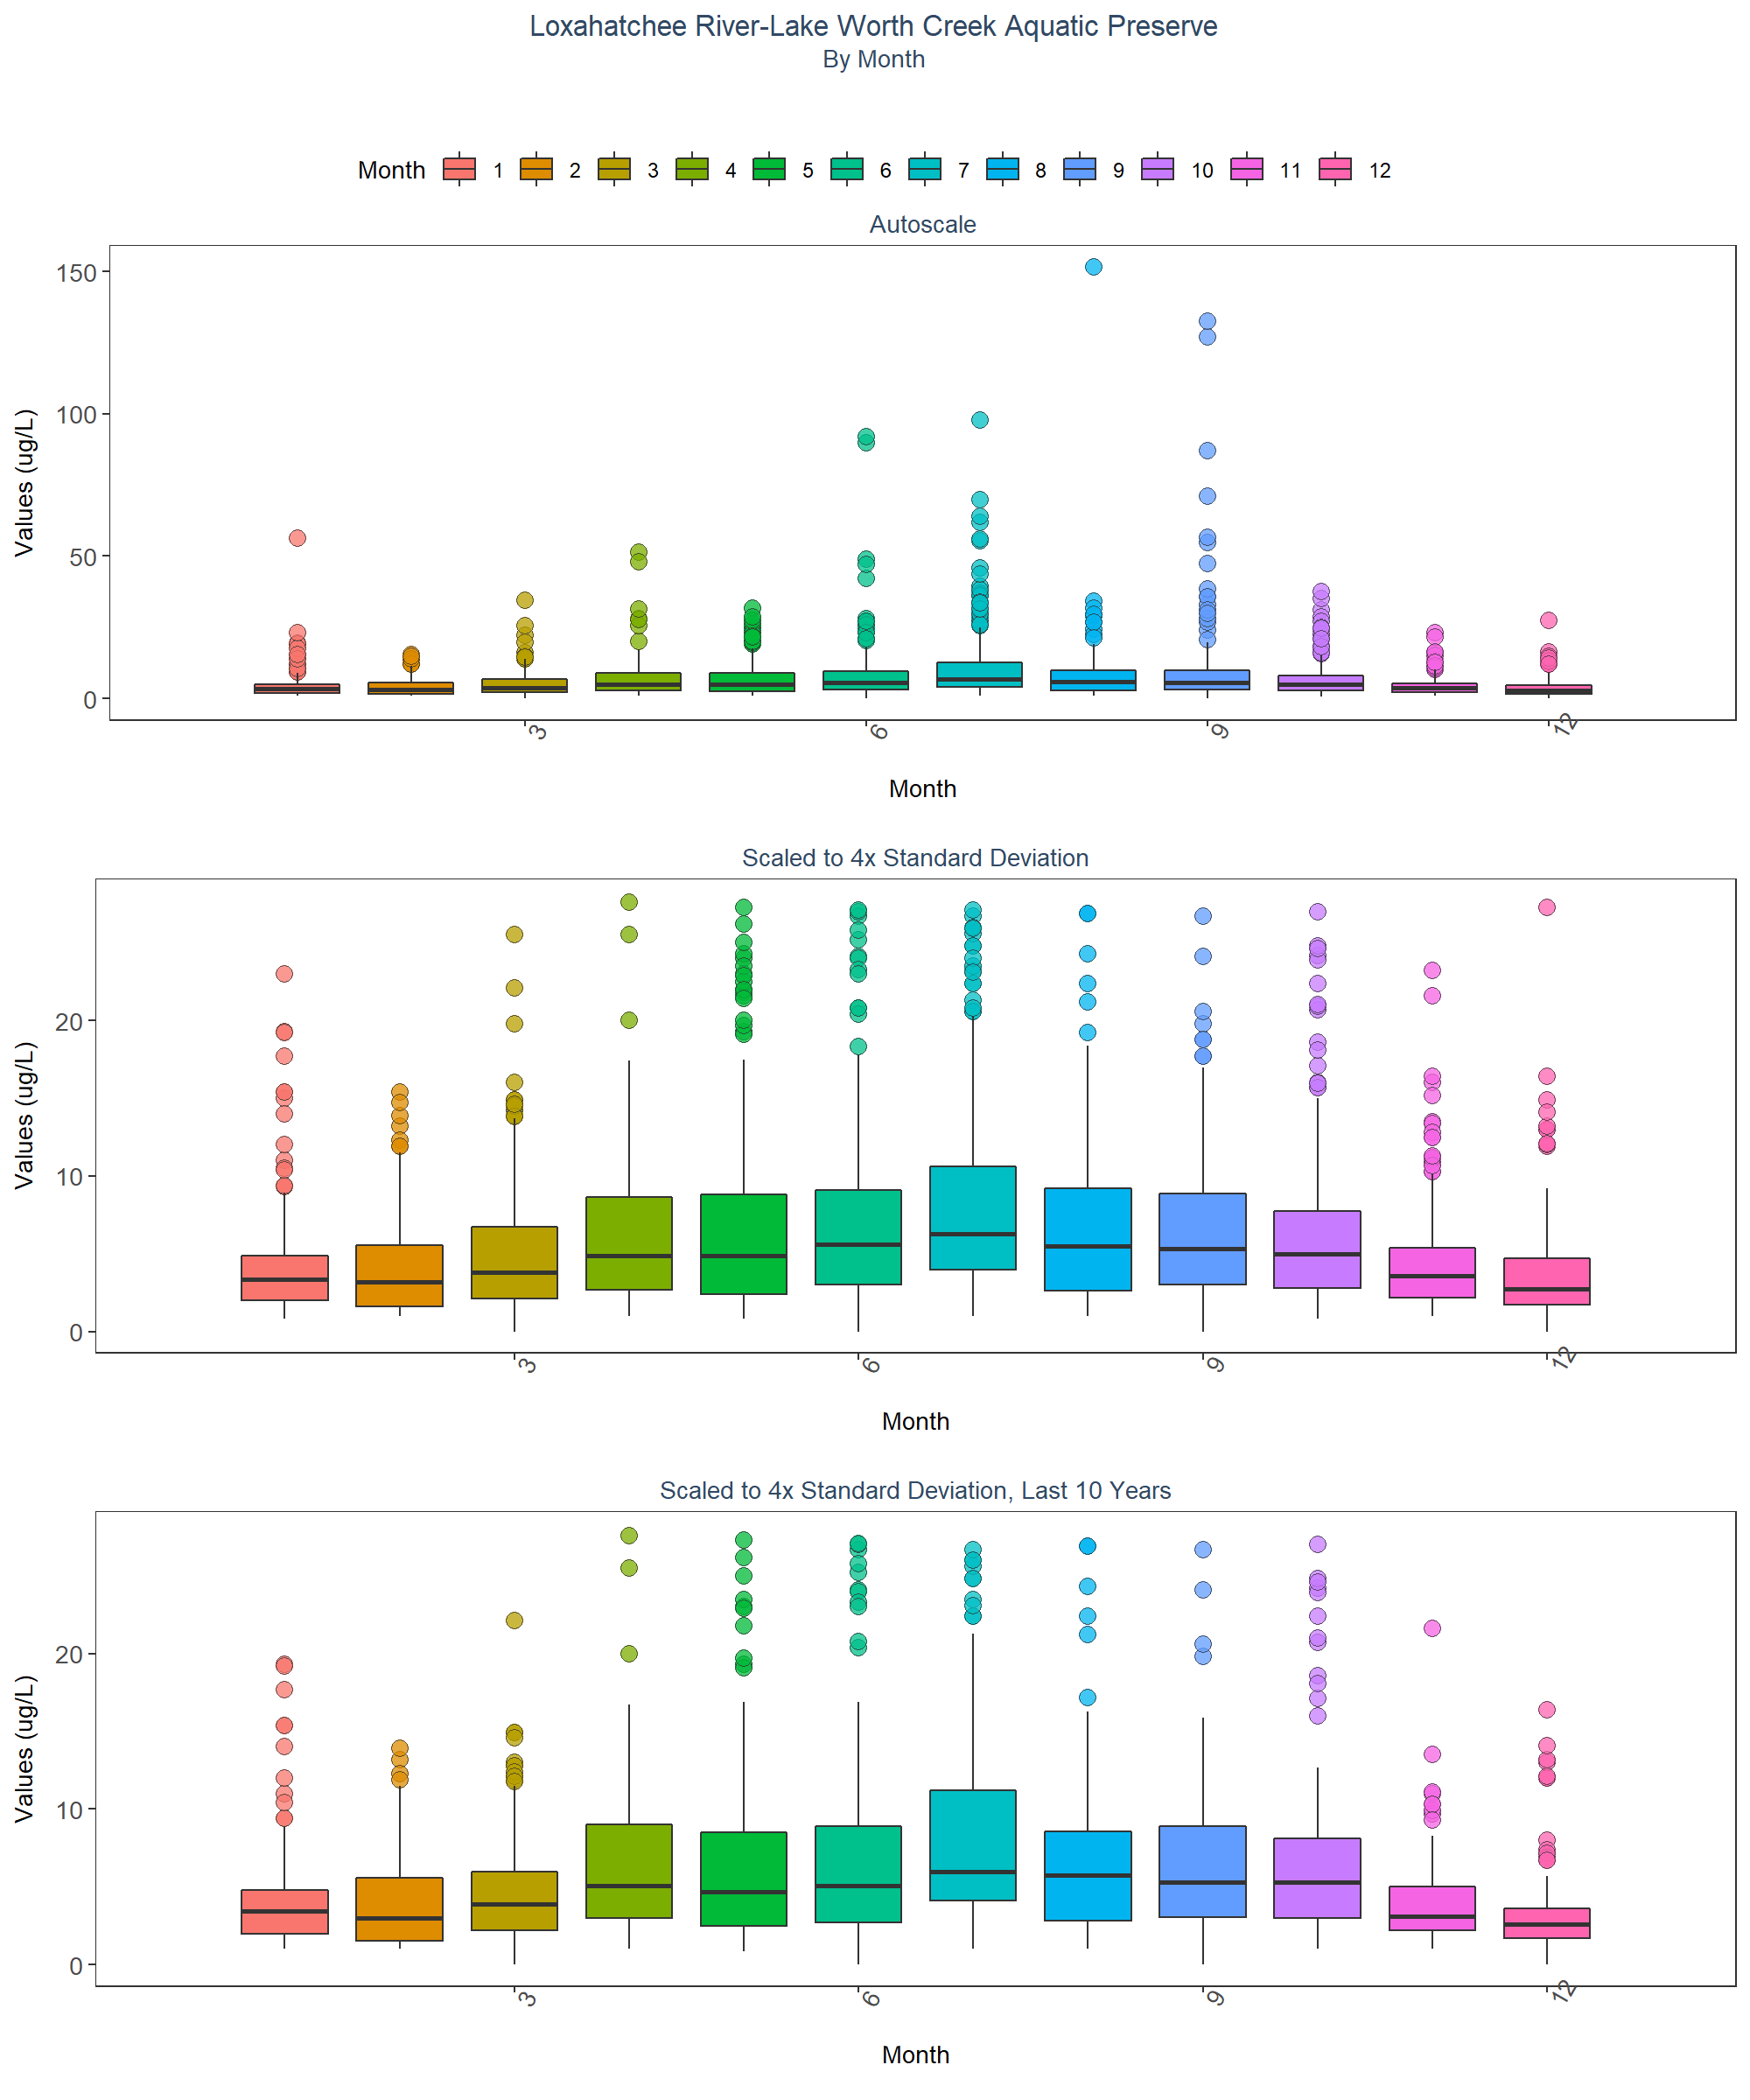 Loxahatchee River-Lake Worth Creek Aquatic Preserve
By Month
Month 1 2 3 4 5 6 7 8 9 10 11 12
Autoscale
Values (ug/L)
150
100
50
0
3 6 9 12
Month
Scaled to 4x Standard Deviation
Values (ug/L)
20
10
0
3 6 9 12
Month
Scaled to 4x Standard Deviation, Last 10 Years
Values (ug/L)
20
10
0
3 6 9 12
Month